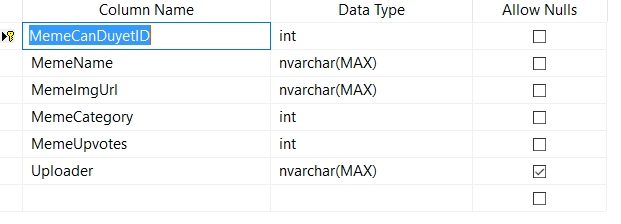 Column Name Data Type Allow Nulls
MemeCanDuyetID int
MemeName nvarchar(MAX)
MemeImgUrl nvarchar(MAX)
MemeCategory int
MemeUpvotes int
Uploader nvarchar(MAX)